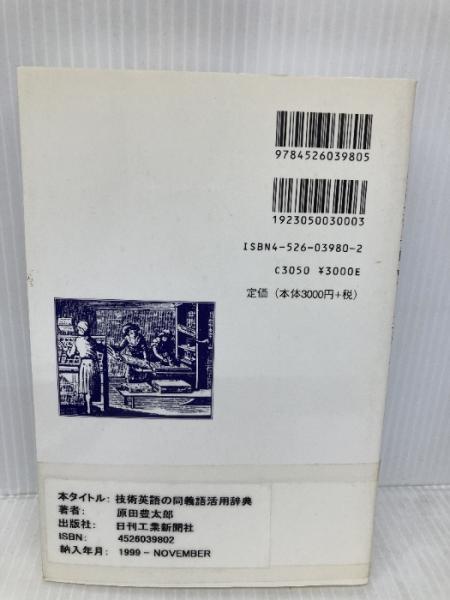 9784526039805
1923050030003
ISBN4-526-03980-2
C3050 ¥3000E
定価（本体3000円+税）
本タイトル: 技術英語の同義語活用辞典
著者: 原田豊太郎
出版社: 日刊工業新聞社
ISBN: 4526039802
納入年月: 1999 - NOVEMBER